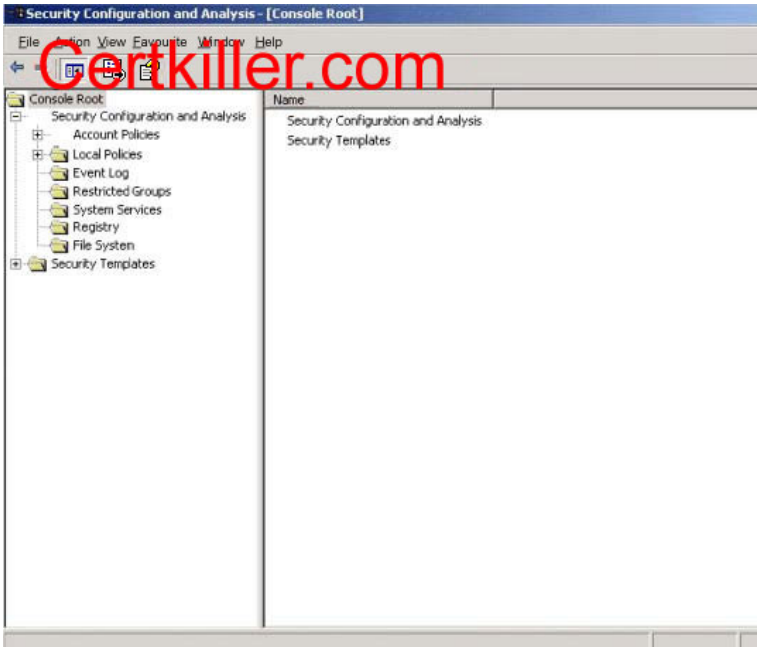 Security Configuration and Analysis - [Console Root]
File Action View Favourite Window Help
Certkiller.com
Console Root
Security Configuration and Analysis
Account Policies
Local Policies
Event Log
Restricted Groups
System Services
Registry
File System
Security Templates
Name
Security Configuration and Analysis
Security Templates